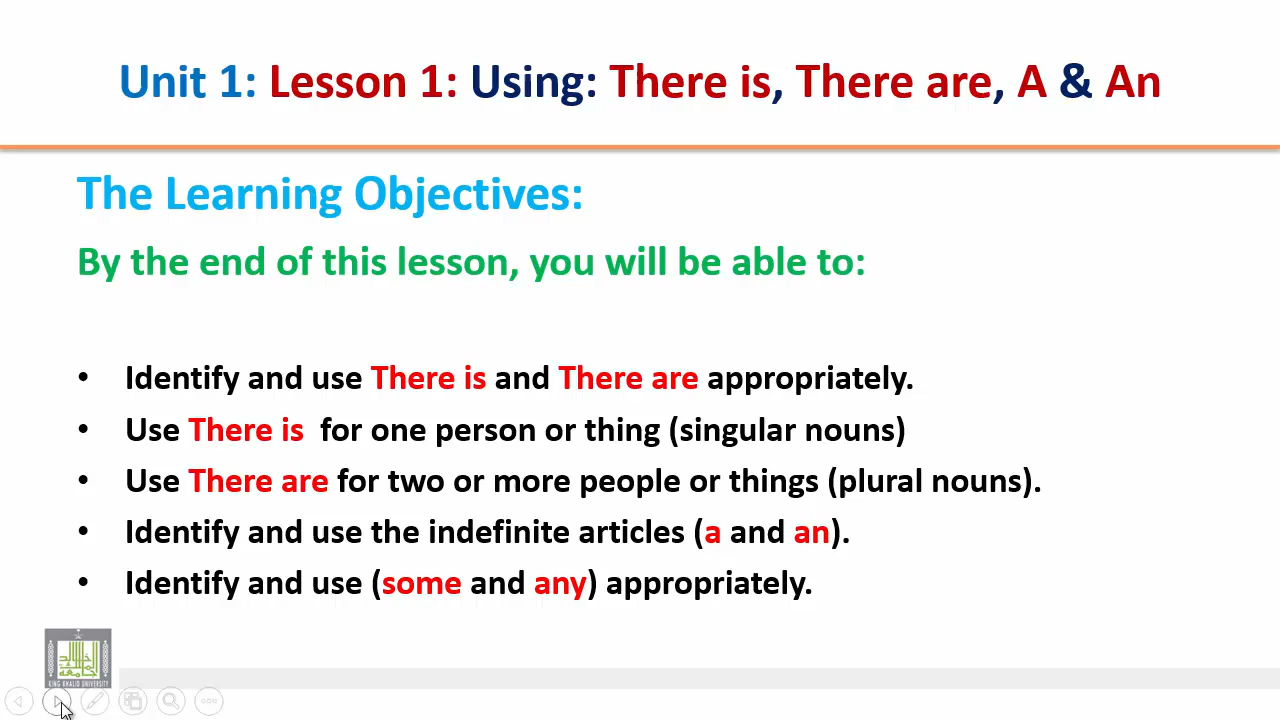 Unit 1: Lesson 1: Using: There is, There are, A & An
The Learning Objectives:
By the end of this lesson, you will be able to:
• Identify and use There is and There are appropriately.
• Use There is  for one person or thing (singular nouns)
• Use There are for two or more people or things (plural nouns).
• Identify and use the indefinite articles (a and an).
• Identify and use (some and any) appropriately.
KING KHALID UNIVERSITY